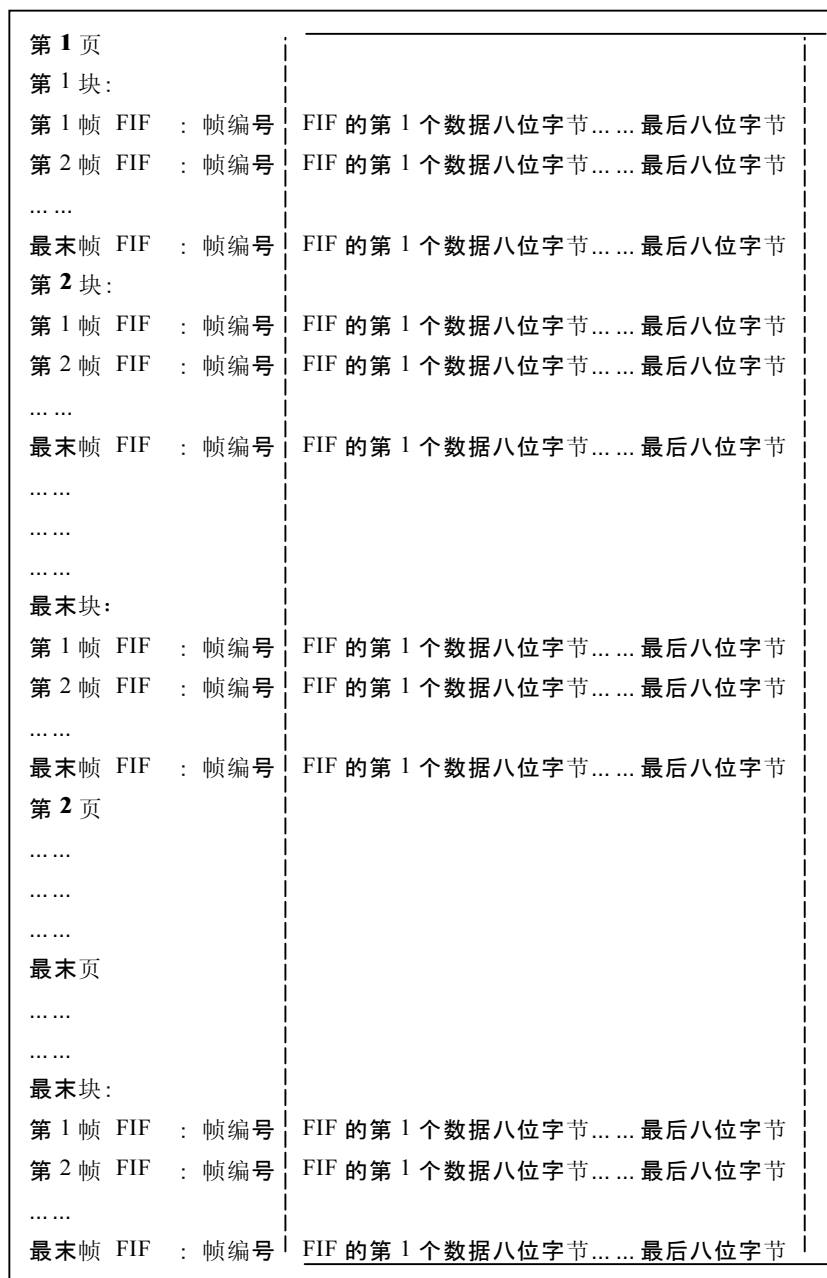 第 1 页
第 1 块:
第 1 帧 FIF : 帧编号 FIF 的第 1 个数据八位字节... ... 最后八位字节
第 2 帧 FIF : 帧编号 FIF 的第 1 个数据八位字节... ... 最后八位字节
... ...
最末帧 FIF : 帧编号 FIF 的第 1 个数据八位字节... ... 最后八位字节
第 2 块:
第 1 帧 FIF : 帧编号 FIF 的第 1 个数据八位字节... ... 最后八位字节
第 2 帧 FIF : 帧编号 FIF 的第 1 个数据八位字节... ... 最后八位字节
... ...
最末帧 FIF : 帧编号 FIF 的第 1 个数据八位字节... ... 最后八位字节
... ...
... ...
... ...
最末块:
第 1 帧 FIF : 帧编号 FIF 的第 1 个数据八位字节... ... 最后八位字节
第 2 帧 FIF : 帧编号 FIF 的第 1 个数据八位字节... ... 最后八位字节
... ...
最末帧 FIF : 帧编号 FIF 的第 1 个数据八位字节... ... 最后八位字节
第 2 页
... ...
... ...
... ...
最末页
... ...
... ...
最末块:
第 1 帧 FIF : 帧编号 FIF 的第 1 个数据八位字节... ... 最后八位字节
第 2 帧 FIF : 帧编号 FIF 的第 1 个数据八位字节... ... 最后八位字节
... ...
最末帧 FIF : 帧编号 FIF 的第 1 个数据八位字节... ... 最后八位字节